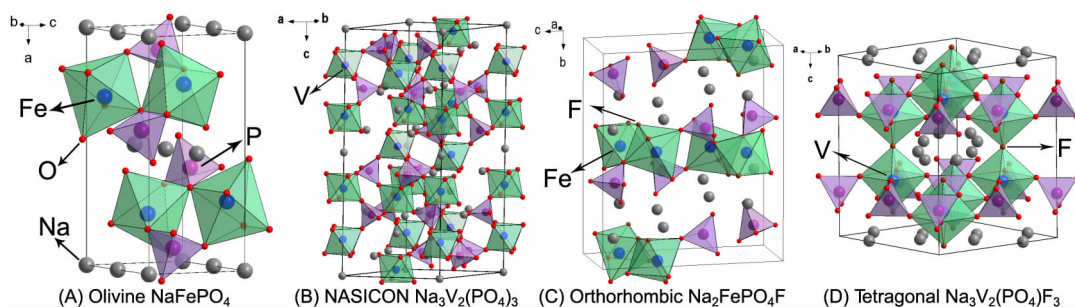 b c
a
Fe
O
P
Na
(A) Olivine NaFePO₄
a b
c
V
(B) NASICON Na₃V₂(PO₄)₃
c a
b
F
Fe
(C) Orthorhombic Na₂FePO₄F
a b
c
V
F
(D) Tetragonal Na₃V₂(PO₄)F₃